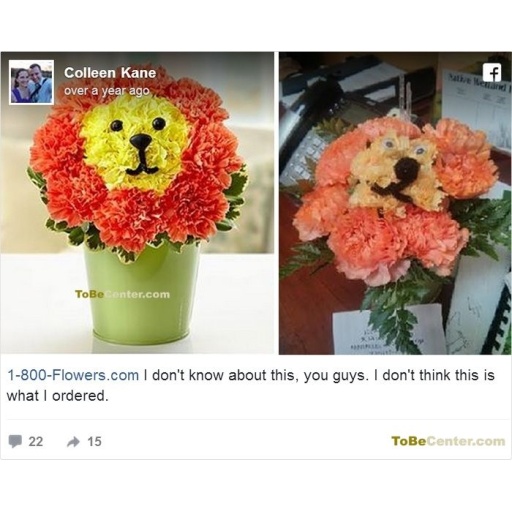 Colleen Kane
over a year ago
ToBeCenter.com
1-800-Flowers.com I don't know about this, you guys. I don't think this is
what I ordered.
22 15
ToBeCenter.com